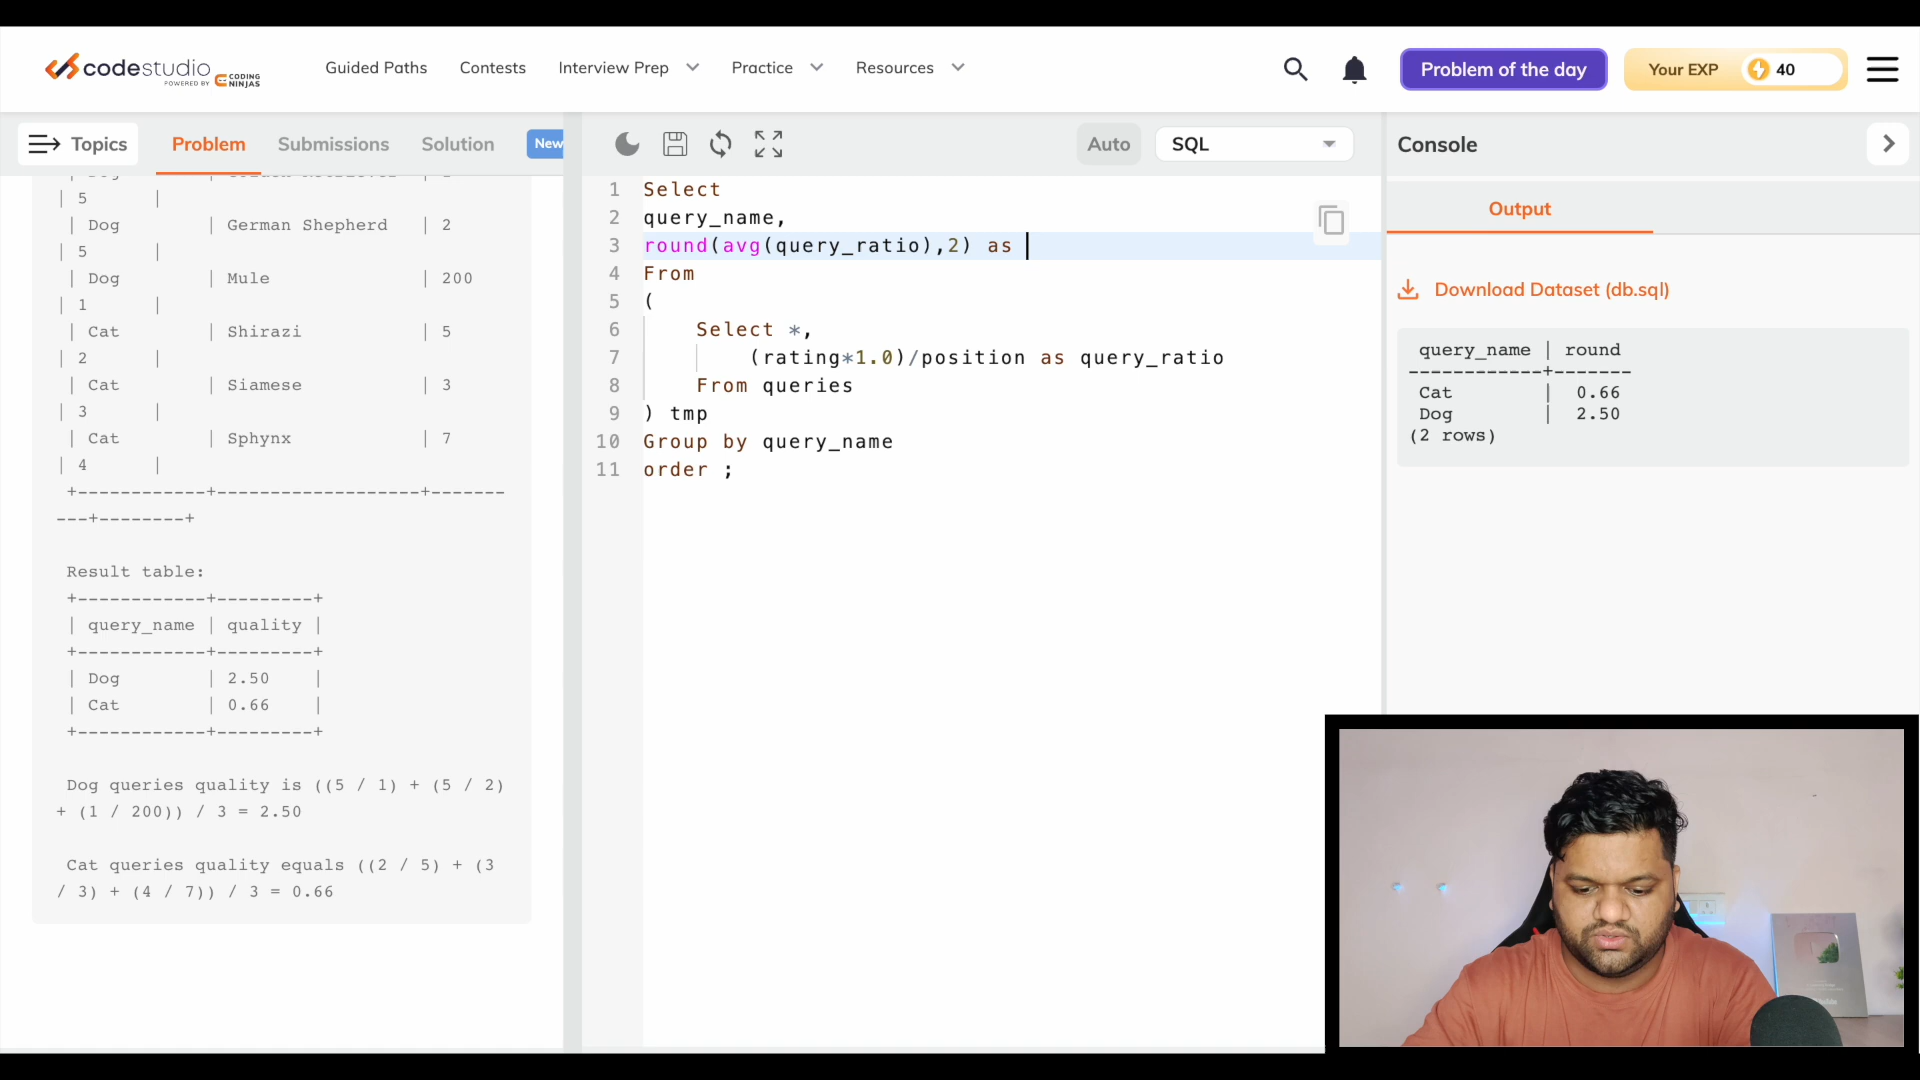 codestudio
POWERED BY CODING NINJAS
Guided Paths Contests Interview Prep Practice Resources
Problem of the day
Your EXP 40
Topics Problem Submissions Solution New
Auto SQL
Console
| 5 |
| Dog | German Shepherd | 2
| 5 |
| Dog | Mule | 200
| 1 |
| Cat | Shirazi | 5
| 2 |
| Cat | Siamese | 3
| 3 |
| Cat | Sphynx | 7
| 4 |
+------------+-------------------+-------
---+--------+
Result table:
+------------+---------+
| query_name | quality |
+------------+---------+
| Dog | 2.50 |
| Cat | 0.66 |
+------------+---------+
Dog queries quality is ((5 / 1) + (5 / 2)
+ (1 / 200)) / 3 = 2.50
Cat queries quality equals ((2 / 5) + (3
/ 3) + (4 / 7)) / 3 = 0.66
1 Select
2 query_name,
3 round(avg(query_ratio),2) as
4 From
5 (
6 Select *,
7 (rating*1.0)/position as query_ratio
8 From queries
9 ) tmp
10 Group by query_name
11 order ;
Output
Download Dataset (db.sql)
query_name | round
------------+-------
Cat | 0.66
Dog | 2.50
(2 rows)